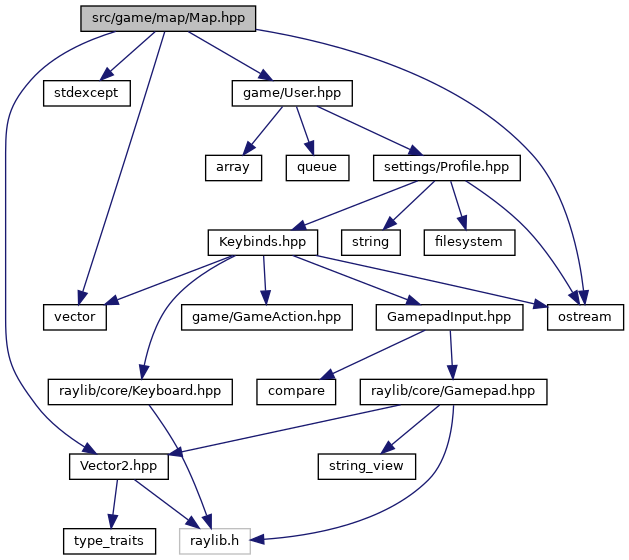 src/game/map/Map.hpp
stdexcept
game/User.hpp
array
queue
settings/Profile.hpp
Keybinds.hpp
string
filesystem
vector
game/GameAction.hpp
GamepadInput.hpp
ostream
raylib/core/Keyboard.hpp
compare
raylib/core/Gamepad.hpp
Vector2.hpp
string_view
type_traits
raylib.h